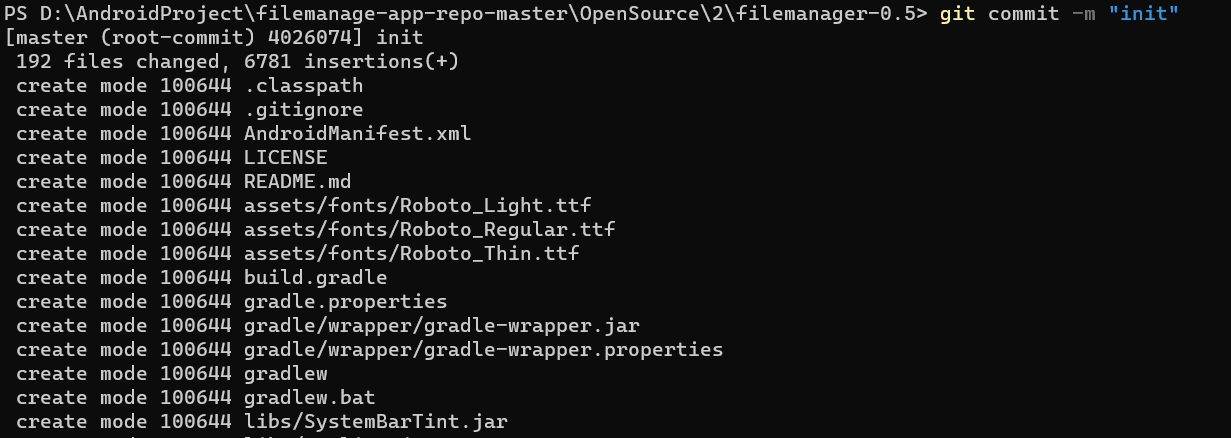 PS D:\AndroidProject\filemanage-app-repo-master\OpenSource\2\filemanager-0.5> git commit -m "init"
[master (root-commit) 4026074] init
 192 files changed, 6781 insertions(+)
 create mode 100644 .classpath
 create mode 100644 .gitignore
 create mode 100644 AndroidManifest.xml
 create mode 100644 LICENSE
 create mode 100644 README.md
 create mode 100644 assets/fonts/Roboto_Light.ttf
 create mode 100644 assets/fonts/Roboto_Regular.ttf
 create mode 100644 assets/fonts/Roboto_Thin.ttf
 create mode 100644 build.gradle
 create mode 100644 gradle.properties
 create mode 100644 gradle/wrapper/gradle-wrapper.jar
 create mode 100644 gradle/wrapper/gradle-wrapper.properties
 create mode 100644 gradlew
 create mode 100644 gradlew.bat
 create mode 100644 libs/SystemBarTint.jar